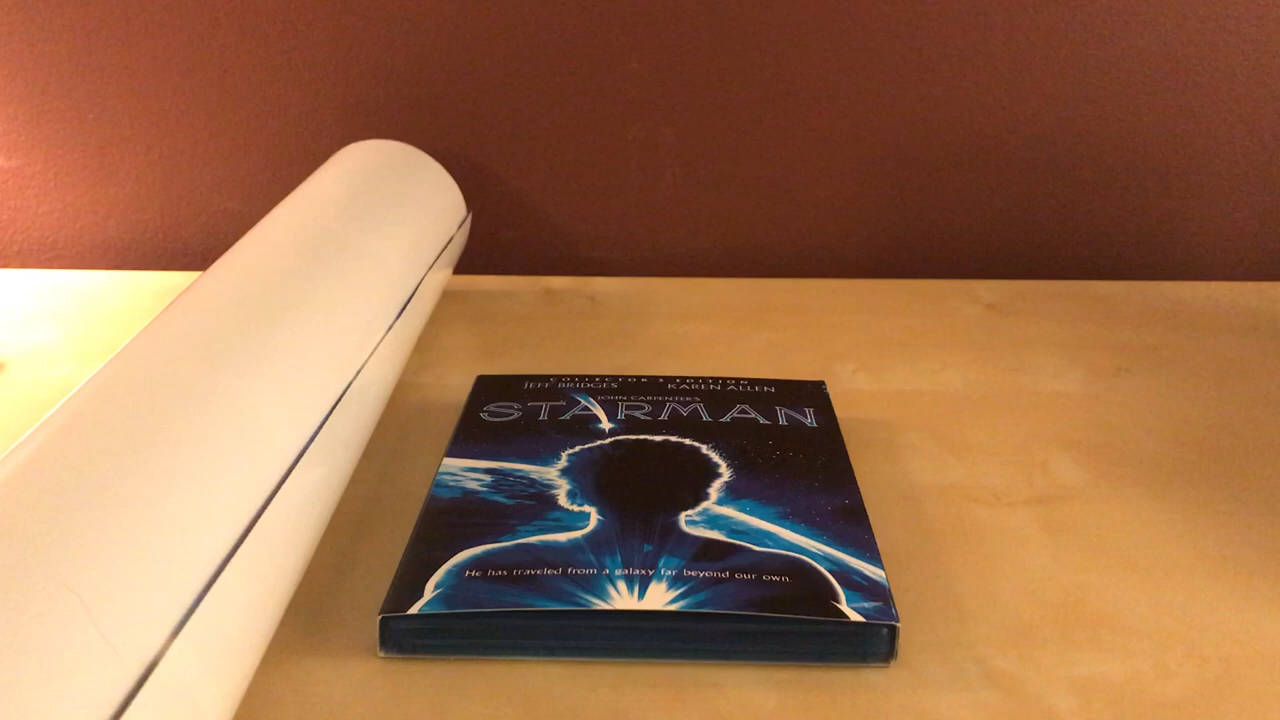 COLLECTOR'S EDITION
JEFF BRIDGES KAREN ALLEN
JOHN CARPENTER'S
STARMAN
He has traveled from a galaxy far beyond our own.